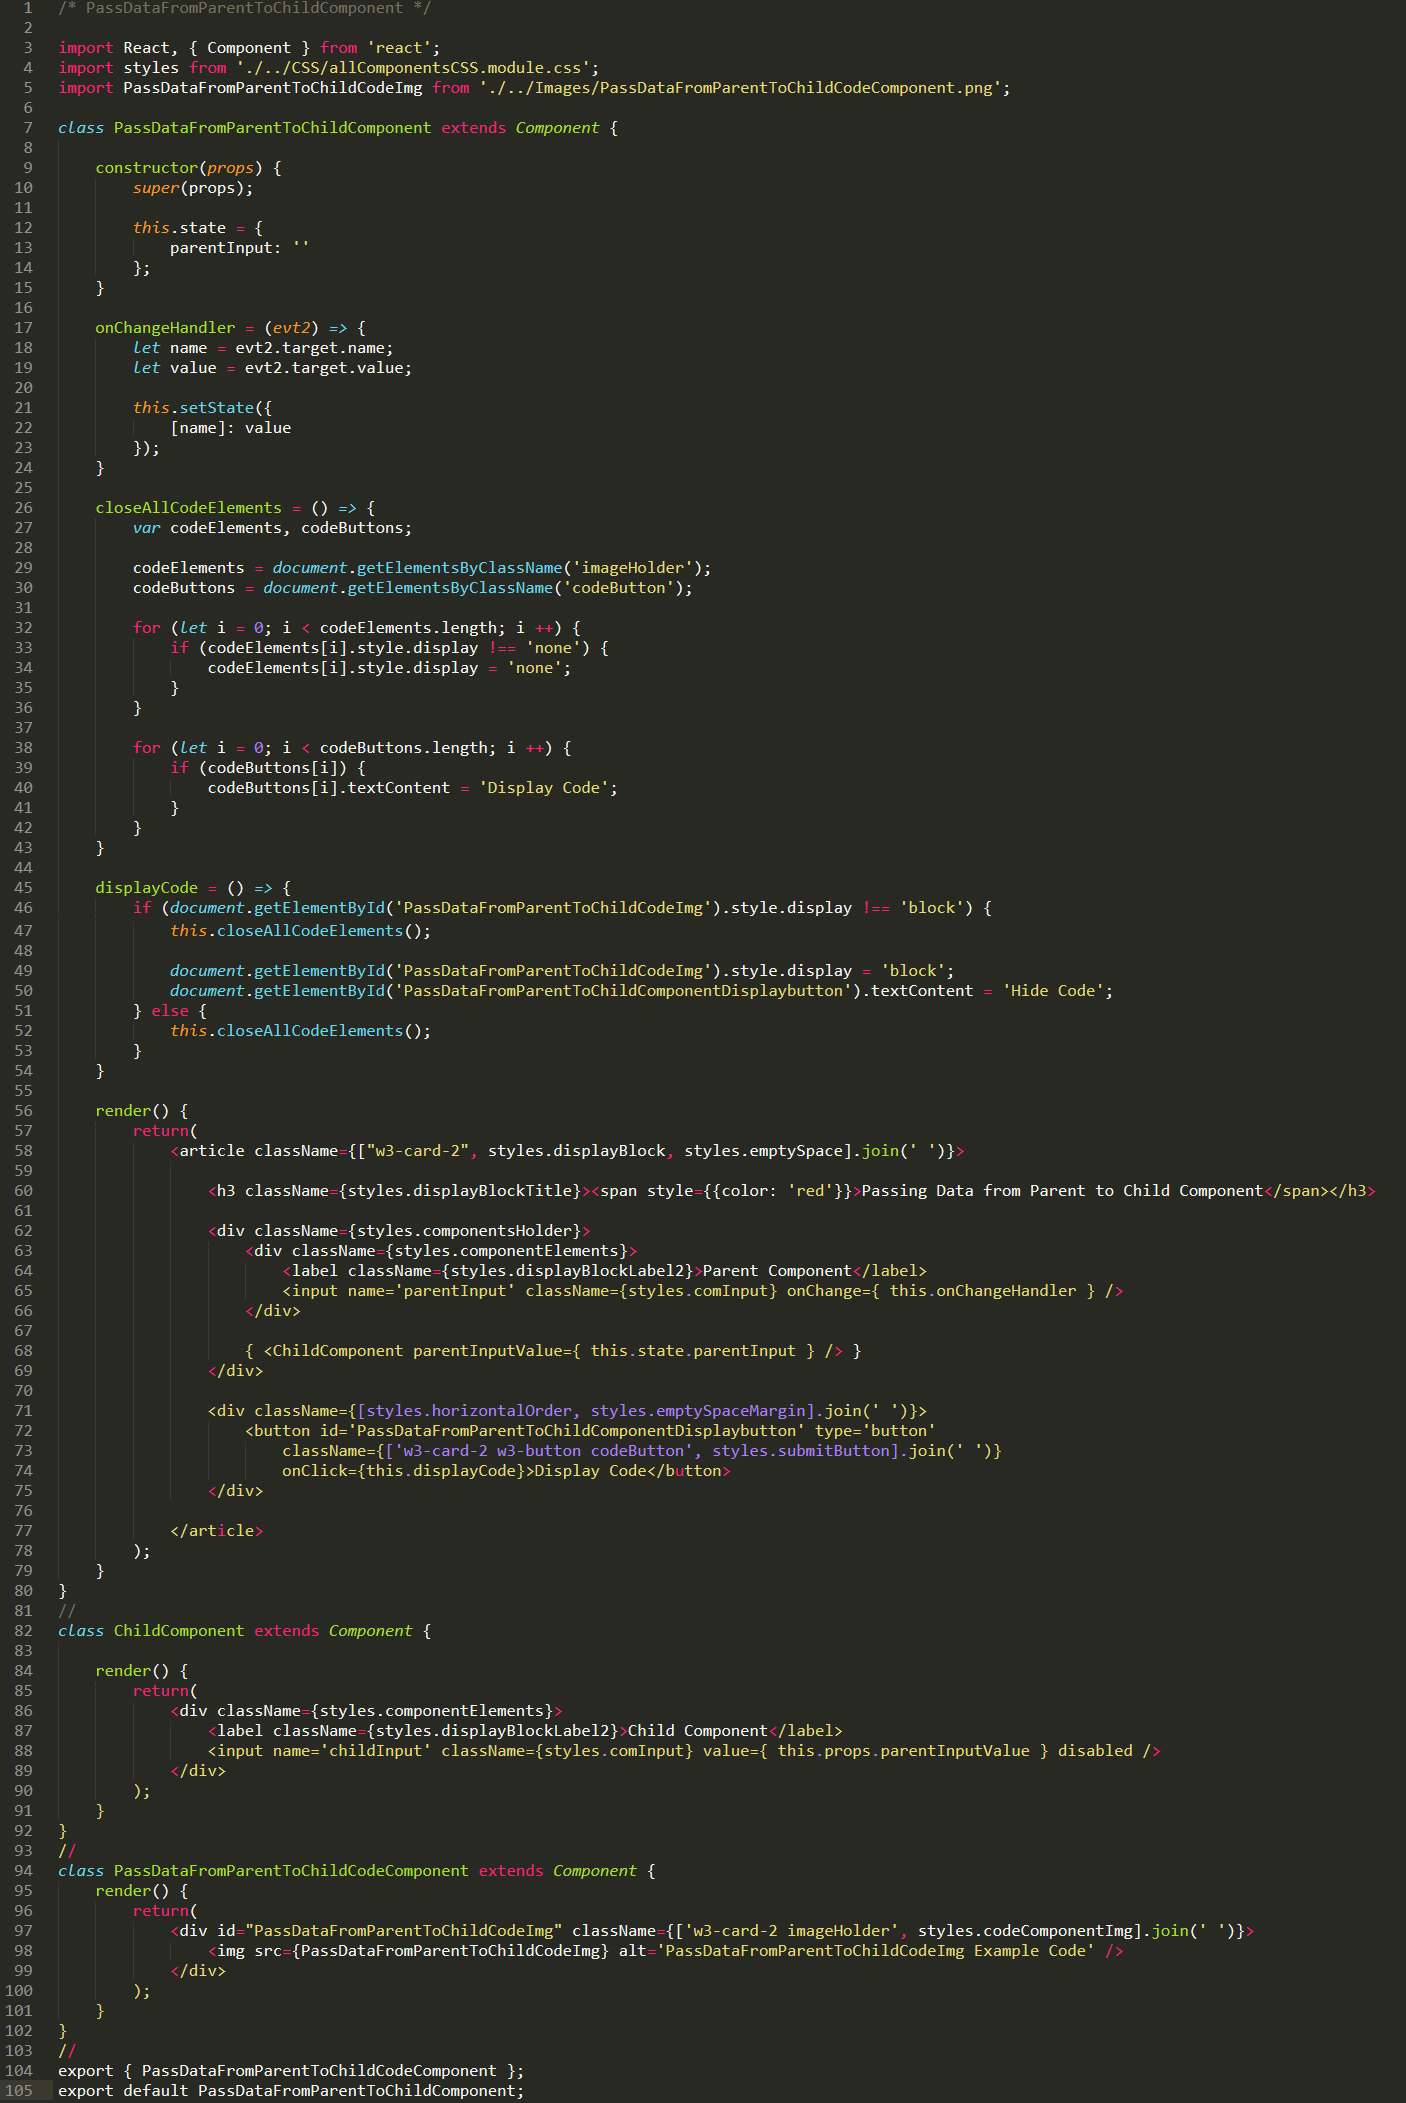 1 /* PassDataFromParentToChildComponent */
2
3 import React, { Component } from 'react';
4 import styles from './../CSS/allComponentsCSS.module.css';
5 import PassDataFromParentToChildCodeImg from './../Images/PassDataFromParentToChildCodeComponent.png';
6
7 class PassDataFromParentToChildComponent extends Component {
8
9 constructor(props) {
10 super(props);
11
12 this.state = {
13 parentInput: ''
14 };
15 }
16
17 onChangeHandler = (evt2) => {
18 let name = evt2.target.name;
19 let value = evt2.target.value;
20
21 this.setState({
22 [name]: value
23 });
24 }
25
26 closeAllCodeElements = () => {
27 var codeElements, codeButtons;
28
29 codeElements = document.getElementsByClassName('imageHolder');
30 codeButtons = document.getElementsByClassName('codeButton');
31
32 for (let i = 0; i < codeElements.length; i ++) {
33 if (codeElements[i].style.display !== 'none') {
34 codeElements[i].style.display = 'none';
35 }
36 }
37
38 for (let i = 0; i < codeButtons.length; i ++) {
39 if (codeButtons[i]) {
40 codeButtons[i].textContent = 'Display Code';
41 }
42 }
43 }
44
45 displayCode = () => {
46 if (document.getElementById('PassDataFromParentToChildCodeImg').style.display !== 'block') {
47 this.closeAllCodeElements();
48
49 document.getElementById('PassDataFromParentToChildCodeImg').style.display = 'block';
50 document.getElementById('PassDataFromParentToChildComponentDisplaybutton').textContent = 'Hide Code';
51 } else {
52 this.closeAllCodeElements();
53 }
54 }
55
56 render() {
57 return(
58 <article className={["w3-card-2", styles.displayBlock, styles.emptySpace].join(' ')}>
59
60 <h3 className={styles.displayBlockTitle}><span style={{color: 'red'}}>Passing Data from Parent to Child Component</span></h3>
61
62 <div className={styles.componentsHolder}>
63 <div className={styles.componentElements}>
64 <label className={styles.displayBlockLabel2}>Parent Component</label>
65 <input name='parentInput' className={styles.comInput} onChange={ this.onChangeHandler } />
66 </div>
67
68 { <ChildComponent parentInputValue={ this.state.parentInput } /> }
69 </div>
70
71 <div className={[styles.horizontalOrder, styles.emptySpaceMargin].join(' ')}>
72 <button id='PassDataFromParentToChildComponentDisplaybutton' type='button'
73 className={['w3-card-2 w3-button codeButton', styles.submitButton].join(' ')}
74 onClick={this.displayCode}>Display Code</button>
75 </div>
76
77 </article>
78 );
79 }
80 }
81 //
82 class ChildComponent extends Component {
83
84 render() {
85 return(
86 <div className={styles.componentElements}>
87 <label className={styles.displayBlockLabel2}>Child Component</label>
88 <input name='childInput' className={styles.comInput} value={ this.props.parentInputValue } disabled />
89 </div>
90 );
91 }
92 }
93 //
94 class PassDataFromParentToChildCodeComponent extends Component {
95 render() {
96 return(
97 <div id="PassDataFromParentToChildCodeImg" className={['w3-card-2 imageHolder', styles.codeComponentImg].join(' ')}>
98 <img src={PassDataFromParentToChildCodeImg} alt='PassDataFromParentToChildCodeImg Example Code' />
99 </div>
100 );
101 }
102 }
103 //
104 export { PassDataFromParentToChildCodeComponent };
105 export default PassDataFromParentToChildComponent;